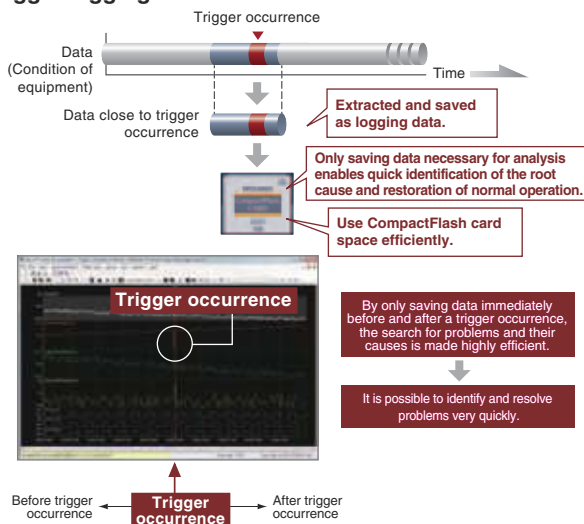 Trigger occurrence
Data
(Condition of
equipment)
Time
Data close to trigger
occurrence
Extracted and saved
as logging data.
Only saving data necessary for analysis
enables quick identification of the root
cause and restoration of normal operation.
Use CompactFlash card
space efficiently.
Trigger occurrence
By only saving data immediately
before and after a trigger occurrence,
the search for problems and their
causes is made highly efficient.
It is possible to identify and resolve
problems very quickly.
Before trigger
occurrence
Trigger
occurrence
After trigger
occurrence